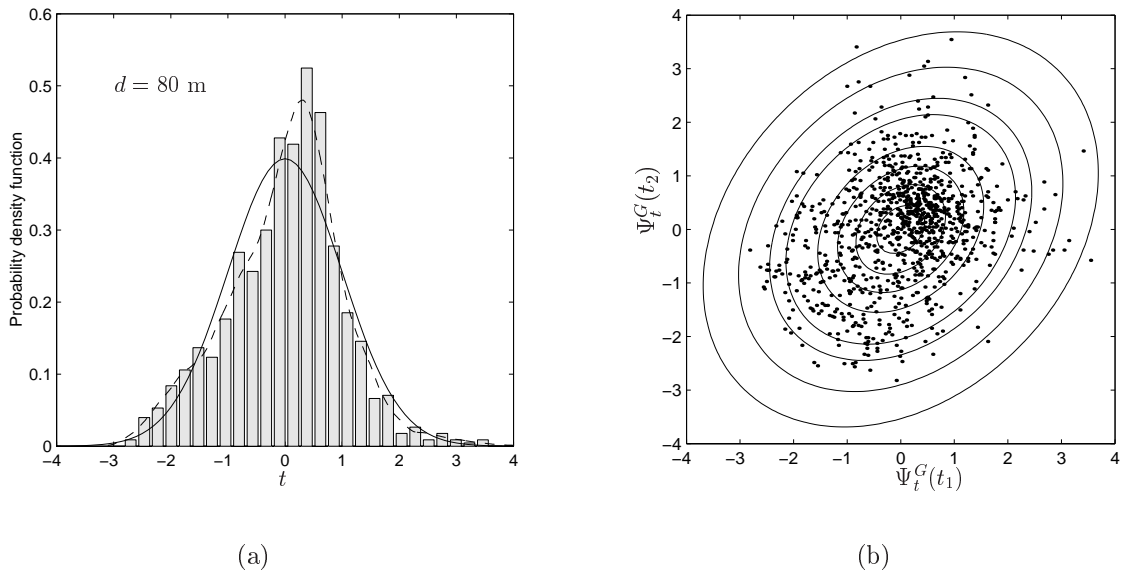 0.6
0.5
0.4
0.3
0.2
0.1
0
Probability density function
d = 80 m
−4 −3 −2 −1 0 1 2 3 4
t
(a)
4
3
2
1
0
−1
−2
−3
−4
Ψ_t^G(t_2)
−4 −3 −2 −1 0 1 2 3 4
Ψ_t^G(t_1)
(b)